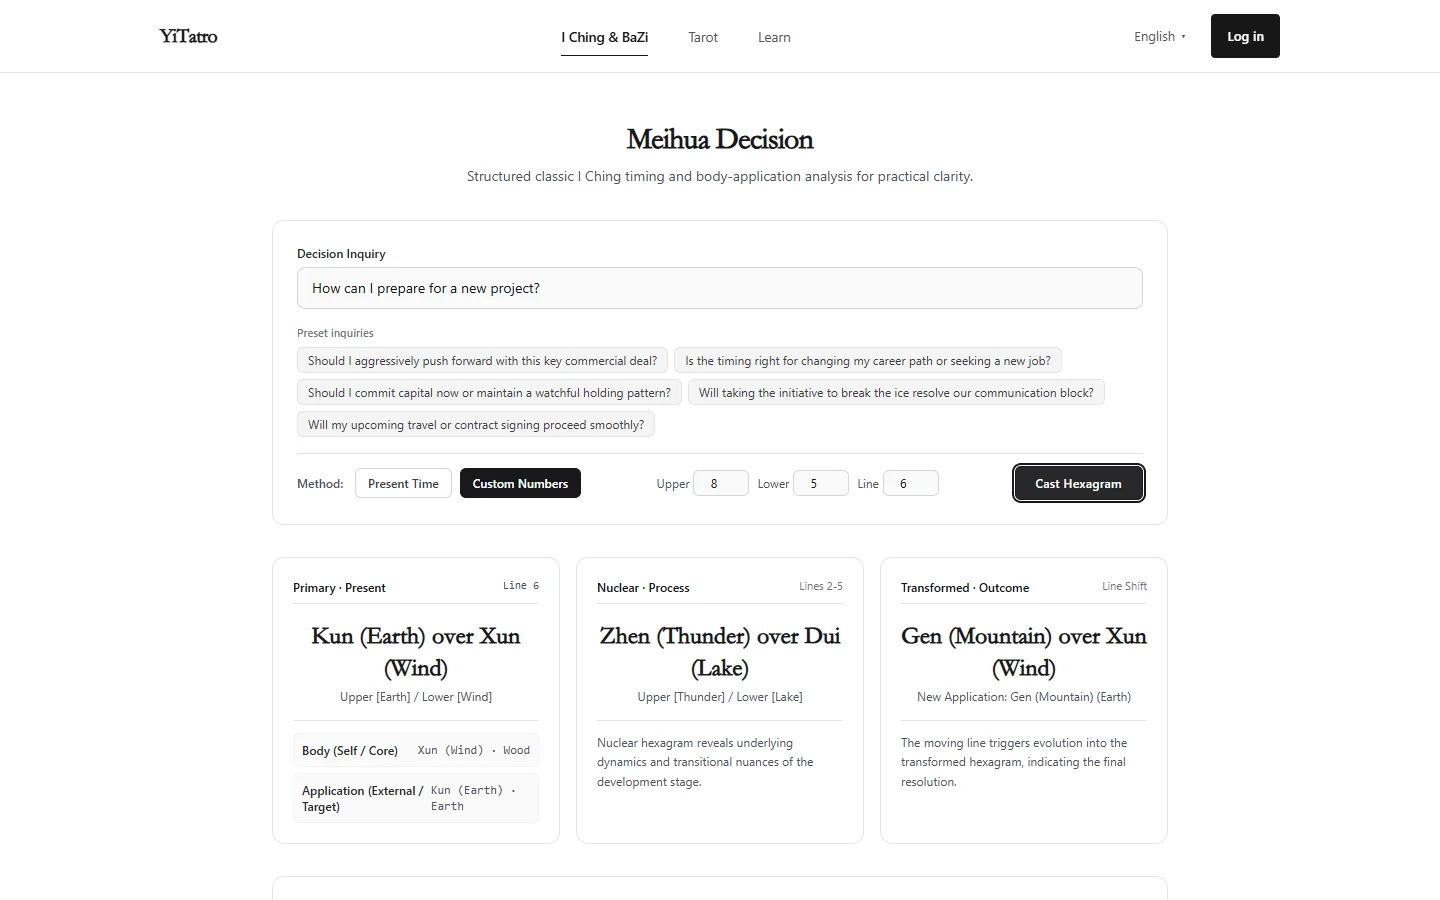 YiTatro
I Ching & BaZi
Tarot
Learn
English
Log in
Meihua Decision
Structured classic I Ching timing and body-application analysis for practical clarity.
Decision Inquiry
How can I prepare for a new project?
Preset inquiries
Should I aggressively push forward with this key commercial deal?
Is the timing right for changing my career path or seeking a new job?
Should I commit capital now or maintain a watchful holding pattern?
Will taking the initiative to break the ice resolve our communication block?
Will my upcoming travel or contract signing proceed smoothly?
Method:
Present Time
Custom Numbers
Upper 8
Lower 5
Line 6
Cast Hexagram
Primary · Present
Line 6
Kun (Earth) over Xun
(Wind)
Upper [Earth] / Lower [Wind]
Body (Self / Core)
Xun (Wind) · Wood
Application (External /
Target)
Kun (Earth) ·
Earth
Nuclear · Process
Lines 2-5
Zhen (Thunder) over Dui
(Lake)
Upper [Thunder] / Lower [Lake]
Nuclear hexagram reveals underlying
dynamics and transitional nuances of the
development stage.
Transformed · Outcome
Line Shift
Gen (Mountain) over Xun
(Wind)
New Application: Gen (Mountain) (Earth)
The moving line triggers evolution into the
transformed hexagram, indicating the final
resolution.